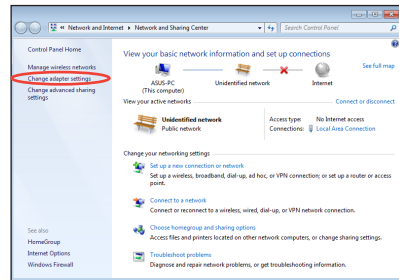 « Network and Internet ▸ Network and Sharing Center
Search Control Panel
Control Panel Home
Manage wireless networks
Change adapter settings
Change advanced sharing
settings
See also
HomeGroup
Internet Options
Windows Firewall
View your basic network information and set up connections
See full map
ASUS-PC
(This computer)
Unidentified network
Internet
View your active networks
Connect or disconnect
Unidentified network
Public network
Access type: No Internet access
Connections: Local Area Connection
Change your networking settings
Set up a new connection or network
Set up a wireless, broadband, dial-up, ad hoc, or VPN connection; or set up a router or access
point.
Connect to a network
Connect or reconnect to a wireless, wired, dial-up, or VPN network connection.
Choose homegroup and sharing options
Access files and printers located on other network computers, or change sharing settings.
Troubleshoot problems
Diagnose and repair network problems, or get troubleshooting information.